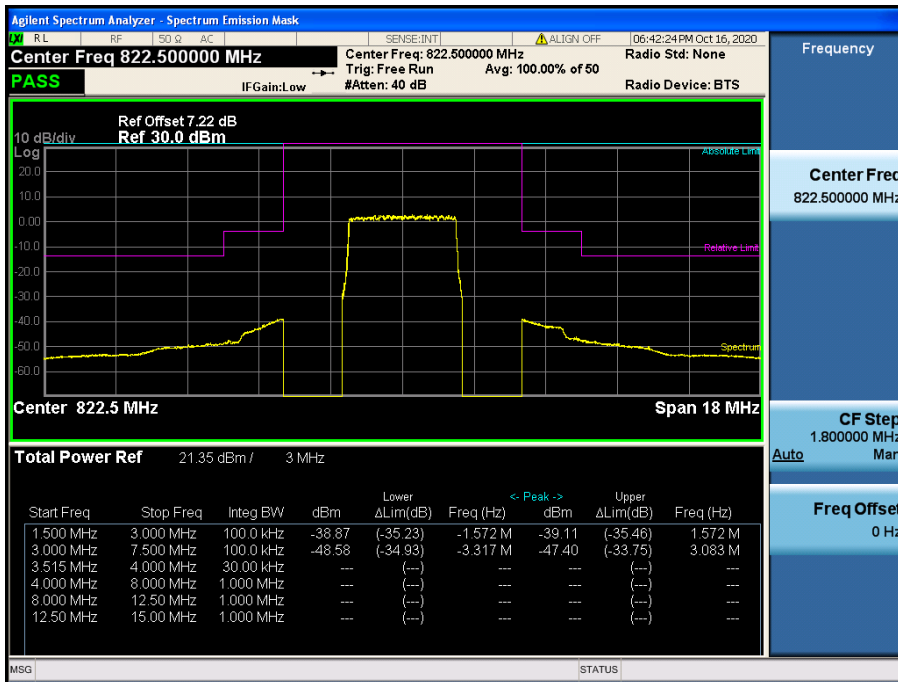 Agilent Spectrum Analyzer - Spectrum Emission Mask
LXI RL RF 50 Ω AC SENSE:INT ALIGN OFF 06:42:24 PM Oct 16, 2020
Center Freq 822.500000 MHz
Center Freq: 822.500000 MHz
Radio Std: None
Trig: Free Run Avg: 100.00% of 50
PASS
IFGain:Low
#Atten: 40 dB
Radio Device: BTS
Ref Offset 7.22 dB
10 dB/div Ref 30.0 dBm
Log
Absolute Limit
20.0
10.0
0.00
-10.0
Relative Limit
-20.0
-30.0
-40.0
-50.0
Spectrum
-60.0
Center 822.5 MHz Span 18 MHz
Total Power Ref 21.35 dBm / 3 MHz
Lower <- Peak -> Upper
Start Freq Stop Freq Integ BW dBm ΔLim(dB) Freq (Hz) dBm ΔLim(dB) Freq (Hz)
1.500 MHz 3.000 MHz 100.0 kHz -38.87 (-35.23) -1.572 M -39.11 (-35.46) 1.572 M
3.000 MHz 7.500 MHz 100.0 kHz -48.58 (-34.93) -3.317 M -47.40 (-33.75) 3.083 M
3.515 MHz 4.000 MHz 30.00 kHz --- (---) --- --- (---) ---
4.000 MHz 8.000 MHz 1.000 MHz --- (---) --- --- (---) ---
8.000 MHz 12.50 MHz 1.000 MHz --- (---) --- --- (---) ---
12.50 MHz 15.00 MHz 1.000 MHz --- (---) --- --- (---) ---
MSG STATUS
Frequency
Center Freq
822.500000 MHz
CF Step
1.800000 MHz
Auto Man
Freq Offset
0 Hz